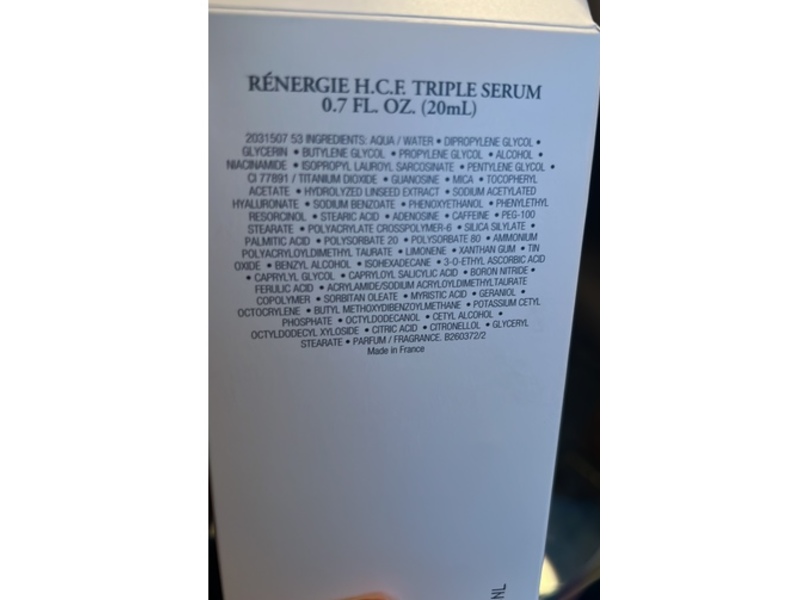 RÉNERGIE H.C.F. TRIPLE SERUM
0.7 FL. OZ. (20mL)
2031507 53 INGREDIENTS: AQUA / WATER • DIPROPYLENE GLYCOL •
GLYCERIN • BUTYLENE GLYCOL • PROPYLENE GLYCOL • ALCOHOL •
NIACINAMIDE • ISOPROPYL LAUROYL SARCOSINATE • PENTYLENE GLYCOL •
CI 77891 / TITANIUM DIOXIDE • GUANOSINE • MICA • TOCOPHERYL
ACETATE • HYDROLYZED LINSEED EXTRACT • SODIUM ACETYLATED
HYALURONATE • SODIUM BENZOATE • PHENOXYETHANOL • PHENYLETHYL
RESORCINOL • STEARIC ACID • ADENOSINE • CAFFEINE • PEG-100
STEARATE • POLYACRYLATE CROSSPOLYMER-6 • SILICA SILYLATE •
PALMITIC ACID • POLYSORBATE 20 • POLYSORBATE 80 • AMMONIUM
POLYACRYLOYLDIMETHYL TAURATE • LIMONENE • XANTHAN GUM • TIN
OXIDE • BENZYL ALCOHOL • ISOHEXADECANE • 3-O-ETHYL ASCORBIC ACID
• CAPRYLYL GLYCOL • CAPRYLOYL SALICYLIC ACID • BORON NITRIDE •
FERULIC ACID • ACRYLAMIDE/SODIUM ACRYLOYLDIMETHYLTAURATE
COPOLYMER • SORBITAN OLEATE • MYRISTIC ACID • GERANIOL •
OCTOCRYLENE • BUTYL METHOXYDIBENZOYLMETHANE • POTASSIUM CETYL
PHOSPHATE • OCTYLDODECANOL • CETYL ALCOHOL •
OCTYLDODECYL XYLOSIDE • CITRIC ACID • CITRONELLOL • GLYCERYL
STEARATE • PARFUM / FRAGRANCE. B260372/2
Made in France
NL